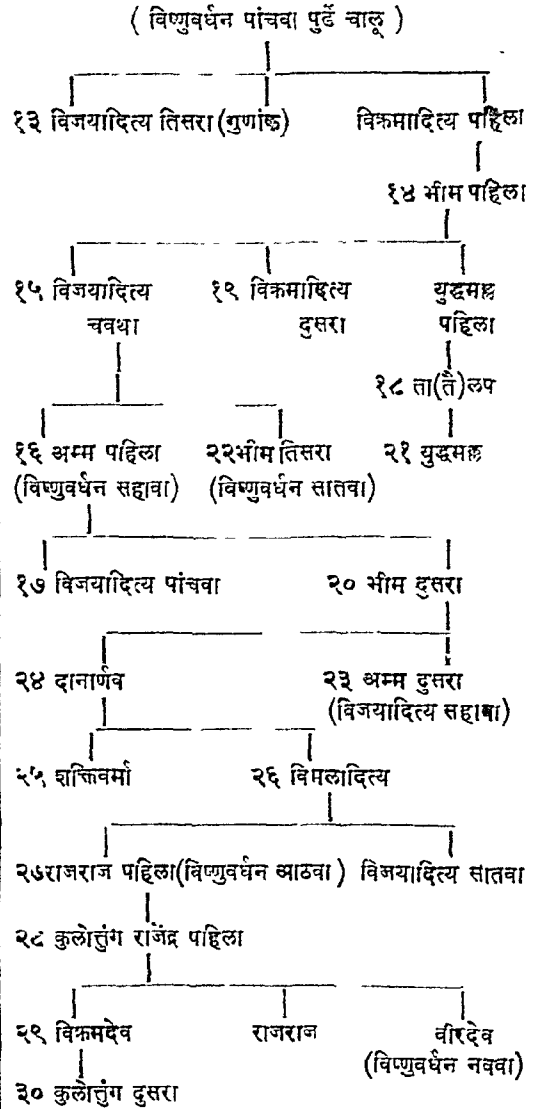 ( विष्णुवर्धन पांचवा पुढें चालू )
१३ विजयादित्य तिसरा (गुणांक) विक्रमादित्य पहिला
१४ भीम पहिला
१५ विजयादित्य १९ विक्रमादित्य युद्धमल्ल
चवथा दुसरा पहिला
१८ ता(तै)लप
१६ अम्म पहिला २२भीम तिसरा २१ युद्धमल्ल
(विष्णुवर्धन सहावा) (विष्णुवर्धन सातवा)
१७ विजयादित्य पांचवा २० भीम दुसरा
२४ दानार्णव २३ अम्म दुसरा
(विजयादित्य सहावा)
२५ शक्तिवर्मा २६ विमलादित्य
२७राजराज पहिला(विष्णुवर्धन आठवा) विजयादित्य सातवा
२८ कुलोत्तुंग राजेंद्र पहिला
२९ विक्रमदेव राजराज वीरदेव
(विष्णुवर्धन नववा)
३० कुलोत्तुंग दुसरा